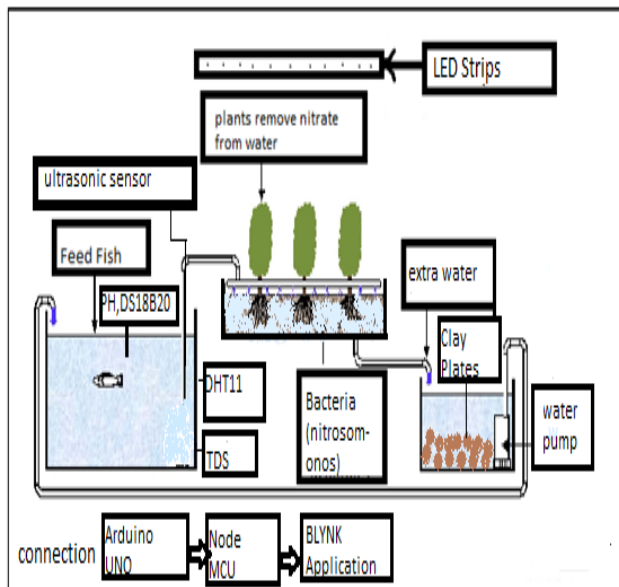 LED Strips
plants remove nitrate
from water
ultrasonic sensor
Feed Fish
PH,DS18B20
extra water
Clay
Plates
DHT11
Bacteria
(nitrosom-
onos)
water
pump
TDS
connection
Arduino
UNO
Node
MCU
BLYNK
Application